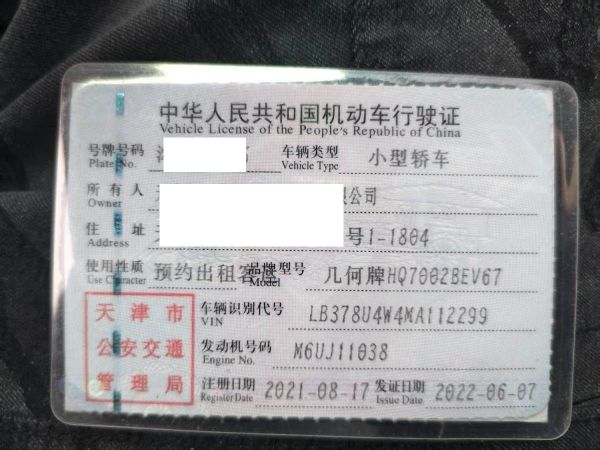 中华人民共和国机动车行驶证
Vehicle License of the People's Republic of China
号牌号码 车辆类型 小型轿车
Plate No. Vehicle Type
所有人 公司
Owner
住址 号1-1804
Address
使用性质 预约出租客运 品牌型号 几何牌HQ7002BEV67
Use Character Model
天津市
公安交通
管理局
车辆识别代号 LB378U4W4MA112299
VIN
发动机号码 M6UJ11038
Engine No.
注册日期 2021-08-17 发证日期 2022-06-07
Register Date Issue Date